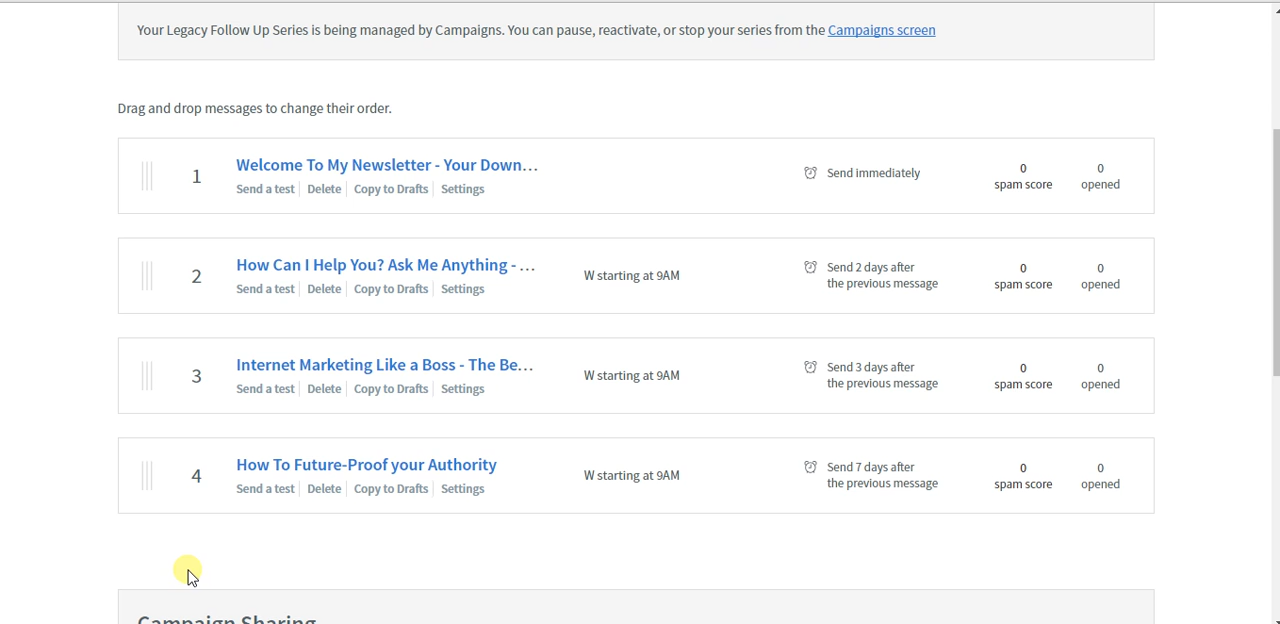 Your Legacy Follow Up Series is being managed by Campaigns. You can pause, reactivate, or stop your series from the Campaigns screen
Drag and drop messages to change their order.
1
Welcome To My Newsletter - Your Down...
Send a test Delete Copy to Drafts Settings
Send immediately
0
spam score
0
opened
2
How Can I Help You? Ask Me Anything - ...
Send a test Delete Copy to Drafts Settings
W starting at 9AM
Send 2 days after
the previous message
0
spam score
0
opened
3
Internet Marketing Like a Boss - The Be...
Send a test Delete Copy to Drafts Settings
W starting at 9AM
Send 3 days after
the previous message
0
spam score
0
opened
4
How To Future-Proof your Authority
Send a test Delete Copy to Drafts Settings
W starting at 9AM
Send 7 days after
the previous message
0
spam score
0
opened
Campaign Sharing